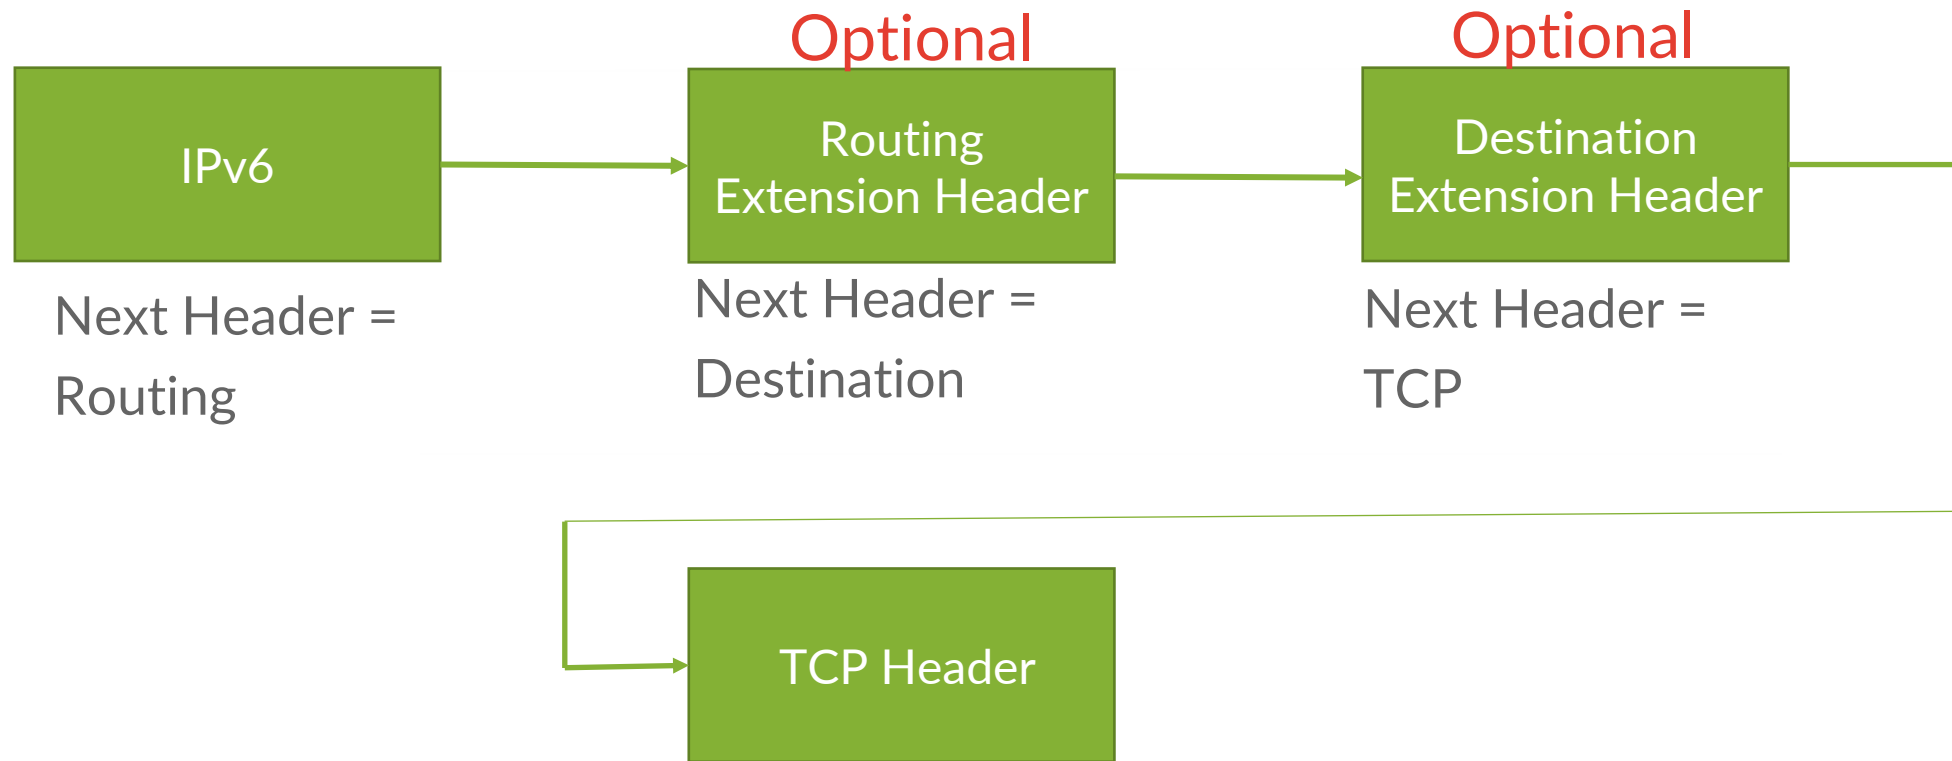 Optional
Optional
IPv6
Routing
Extension Header
Destination
Extension Header
Next Header =
Routing
Next Header =
Destination
Next Header =
TCP
TCP Header